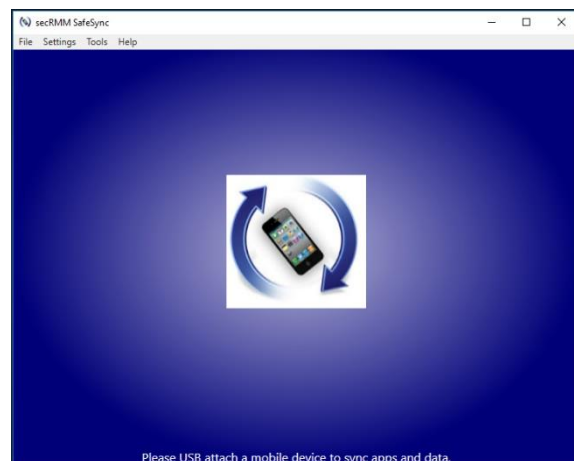 secRMM SafeSync
File Settings Tools Help
Please USB attach a mobile device to sync apps and data.